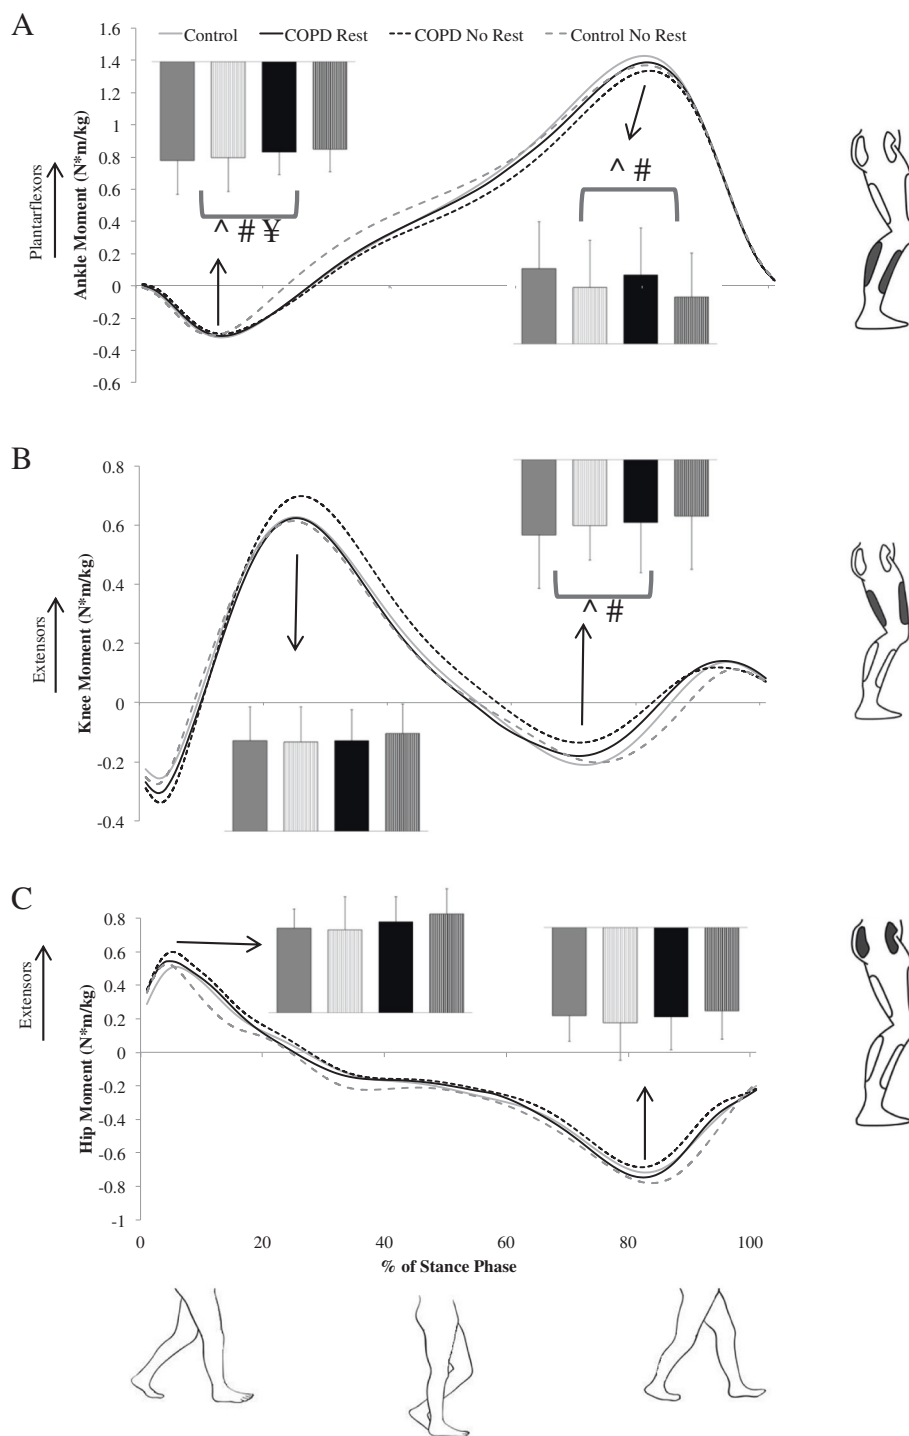 A
Control COPD Rest COPD No Rest Control No Rest
Plantarflexors
Ankle Moment (N*m/kg)
1.6
1.4
1.2
1
0.8
0.6
0.4
0.2
0
-0.2
-0.4
-0.6
^ # ¥
^ #
B
Extensors
Knee Moment (N*m/kg)
0.8
0.6
0.4
0.2
0
-0.2
-0.4
^ #
C
Extensors
Hip Moment (N*m/kg)
0.8
0.6
0.4
0.2
0
-0.2
-0.4
-0.6
-0.8
-1
0 20 40 60 80 100
% of Stance Phase